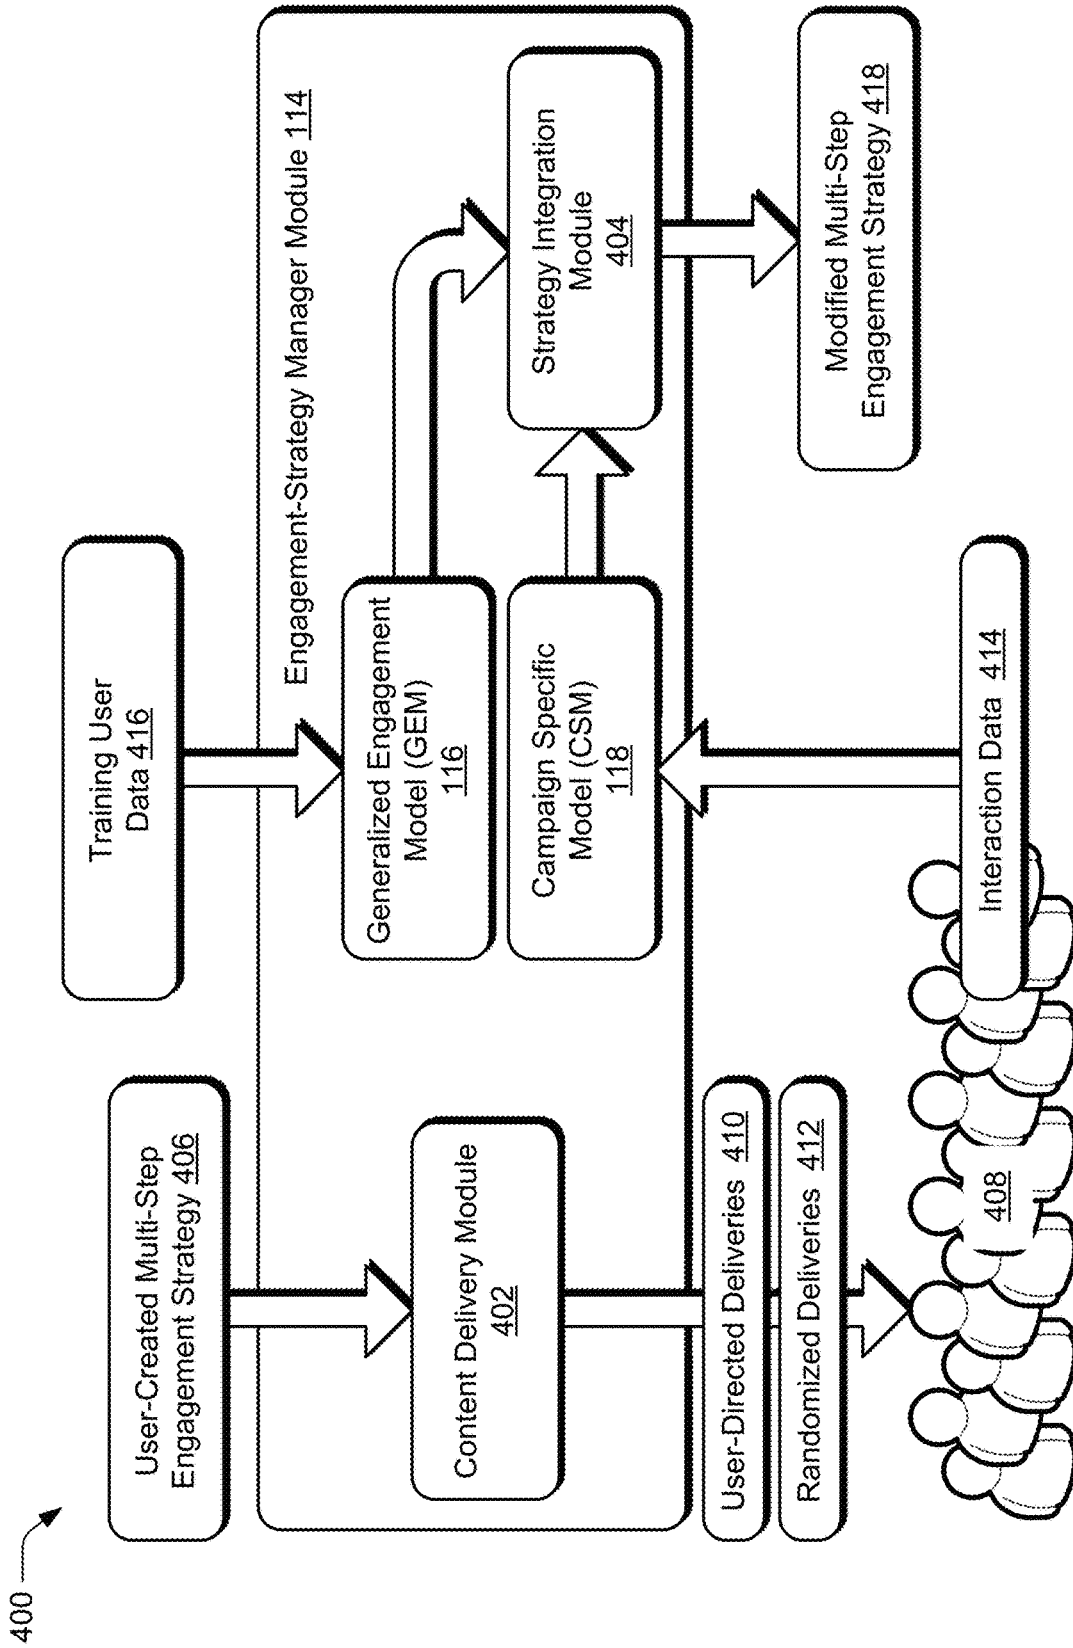 400
User-Created Multi-Step
Engagement Strategy 406
Training User
Data 416
Engagement-Strategy Manager Module 114
Content Delivery Module
402
Generalized Engagement
Model (GEM)
116
Campaign Specific
Model (CSM)
118
Strategy Integration
Module
404
User-Directed Deliveries 410
Randomized Deliveries 412
Modified Multi-Step
Engagement Strategy 418
408
Interaction Data 414